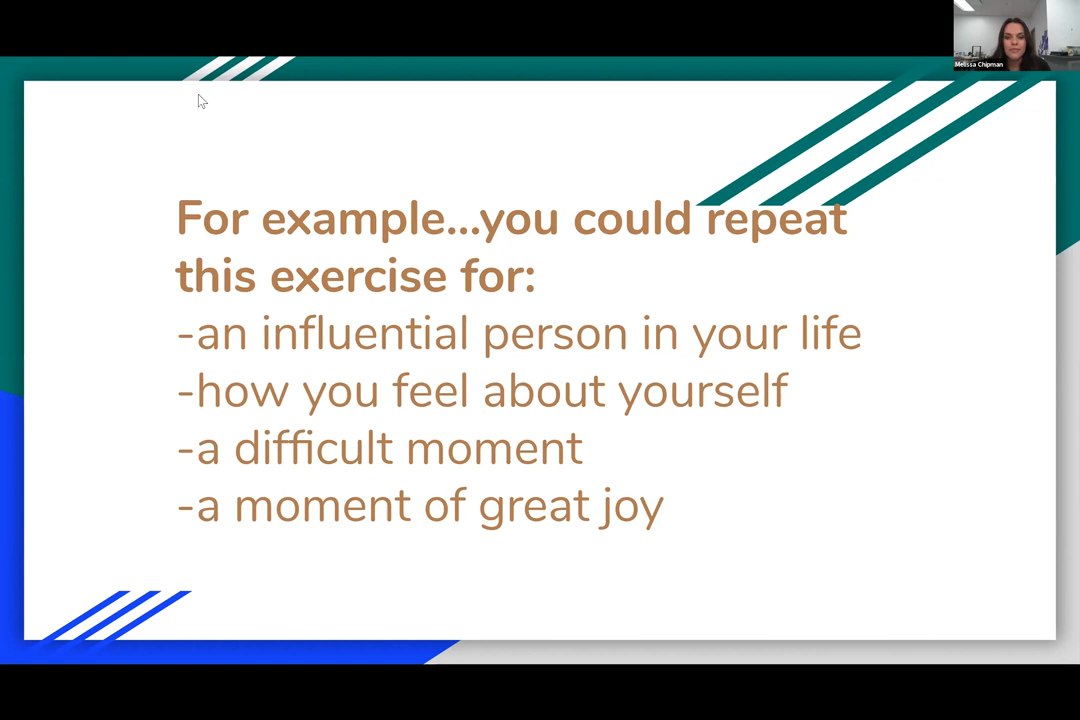 Melissa Chipman
For example...you could repeat
this exercise for:
-an influential person in your life
-how you feel about yourself
-a difficult moment
-a moment of great joy